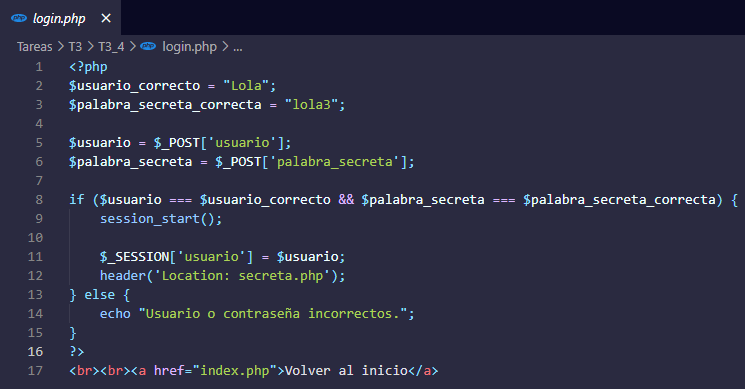 login.php ×
Tareas > T3 > T3_4 > login.php > ...
1 <?php
2 $usuario_correcto = "Lola";
3 $palabra_secreta_correcta = "lola3";
4
5 $usuario = $_POST['usuario'];
6 $palabra_secreta = $_POST['palabra_secreta'];
7
8 if ($usuario === $usuario_correcto && $palabra_secreta === $palabra_secreta_correcta) {
9     session_start();
10
11     $_SESSION['usuario'] = $usuario;
12     header('Location: secreta.php');
13 } else {
14     echo "Usuario o contraseña incorrectos.";
15 }
16 ?>
17 <br><br><a href="index.php">Volver al inicio</a>